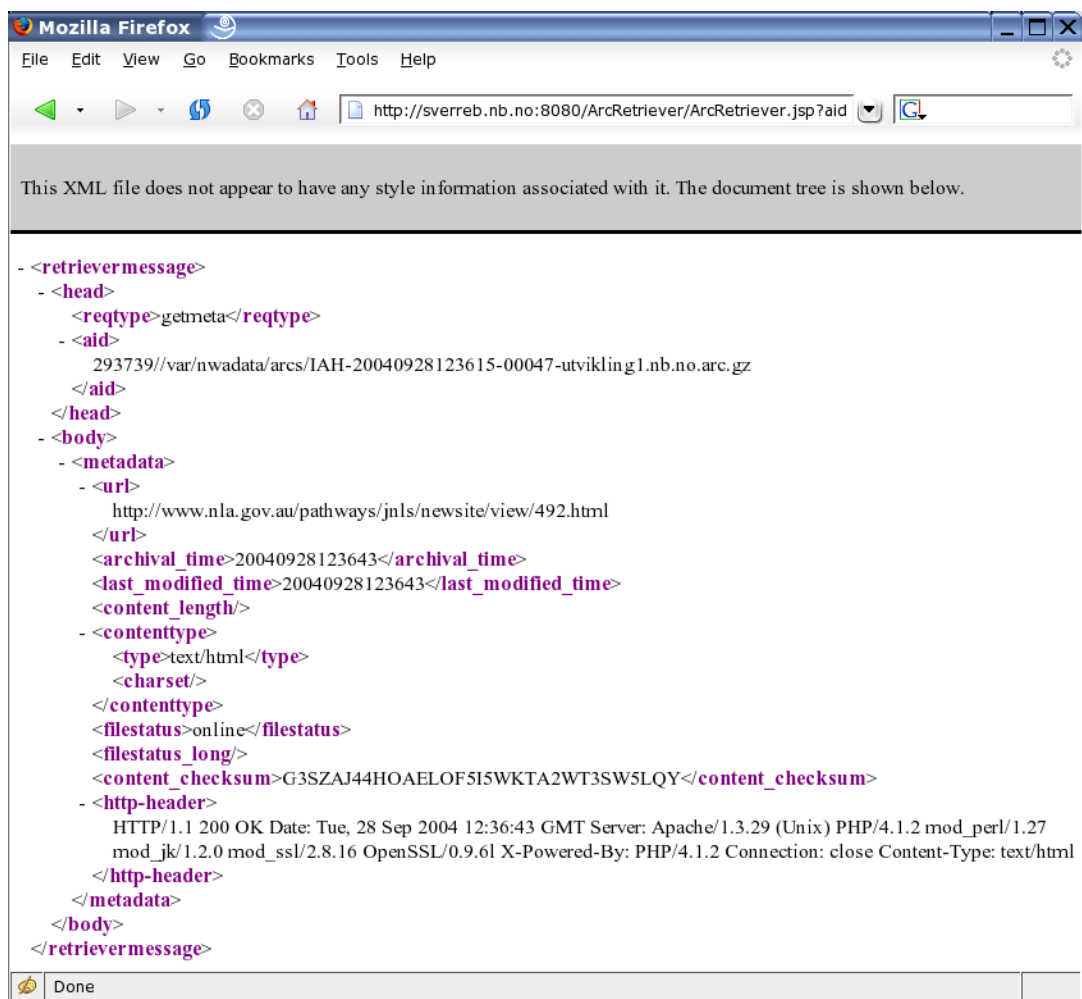 Mozilla Firefox
File Edit View Go Bookmarks Tools Help
http://sverreb.nb.no:8080/ArcRetriever/ArcRetriever.jsp?aid
G
This XML file does not appear to have any style information associated with it. The document tree is shown below.
- <retrievermessage>
- <head>
<reqtype>getmeta</reqtype>
- <aid>
293739//var/nwadata/arcs/IAH-20040928123615-00047-utvikling1.nb.no.arc.gz
</aid>
</head>
- <body>
- <metadata>
- <url>
http://www.nla.gov.au/pathways/jnls/newsite/view/492.html
</url>
<archival_time>20040928123643</archival_time>
<last_modified_time>20040928123643</last_modified_time>
<content_length/>
- <contenttype>
<type>text/html</type>
<charset/>
</contenttype>
<filestatus>online</filestatus>
<filestatus_long/>
<content_checksum>G3SZAJ44HOAELOF5I5WKTA2WT3SW5LQY</content_checksum>
- <http-header>
HTTP/1.1 200 OK Date: Tue, 28 Sep 2004 12:36:43 GMT Server: Apache/1.3.29 (Unix) PHP/4.1.2 mod_perl/1.27
mod_jk/1.2.0 mod_ssl/2.8.16 OpenSSL/0.9.6l X-Powered-By: PHP/4.1.2 Connection: close Content-Type: text/html
</http-header>
</metadata>
</body>
</retrievermessage>
Done